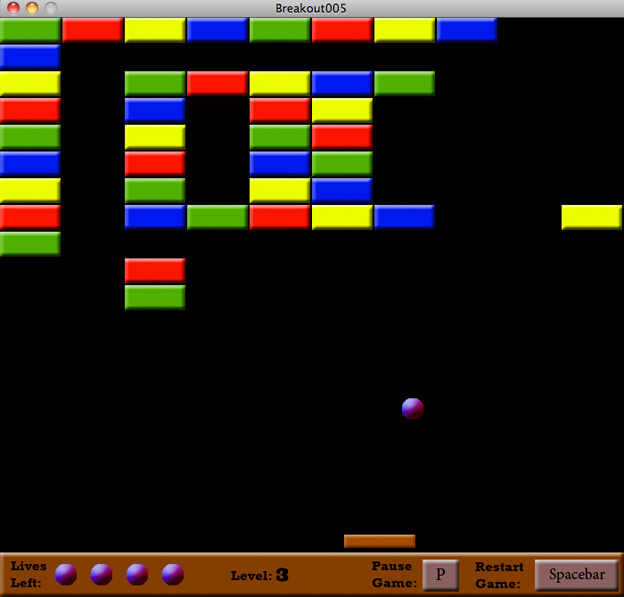 Breakout005
Lives
Left:
Level: 3
Pause
Game:
P
Restart
Game:
Spacebar